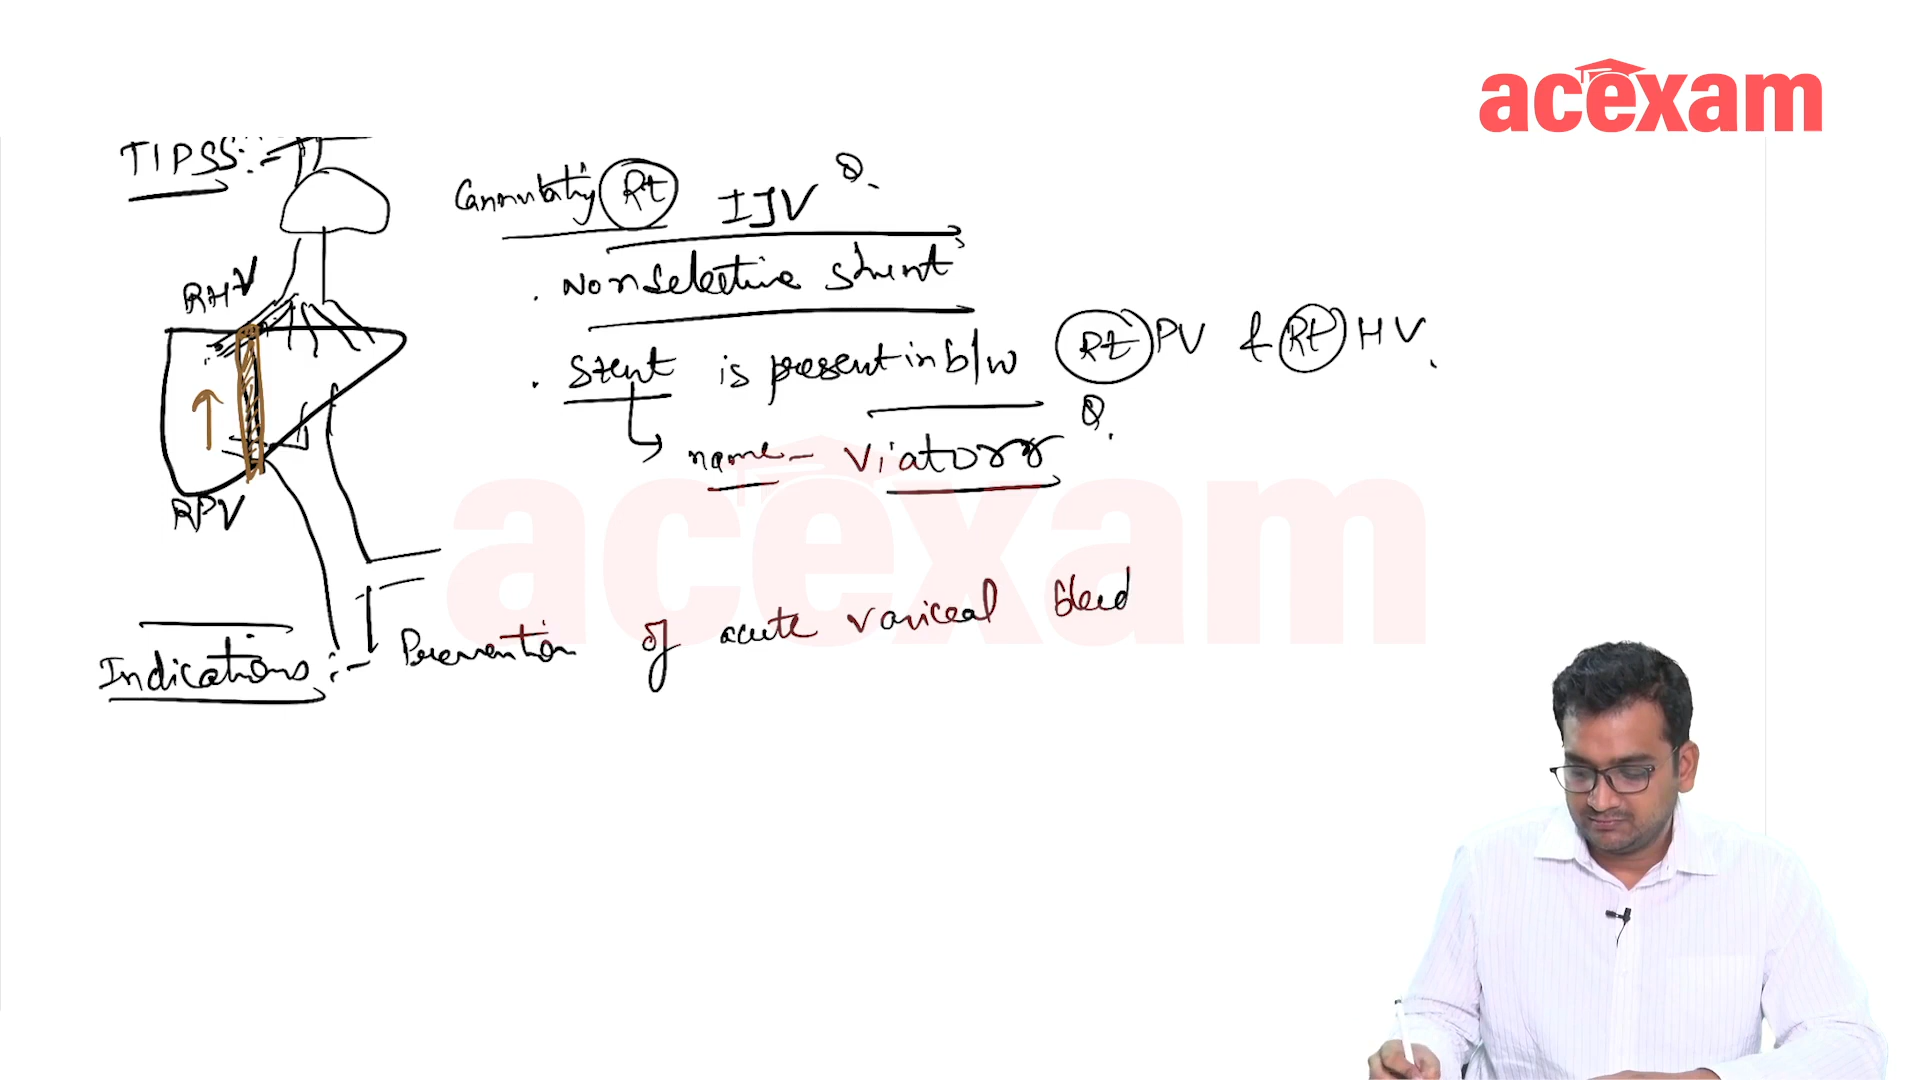 acexam
TIPSS:-
Cannulating Rt IJV Q.
RHV
. Nonselective shunt
. Stent is present in b/w Rt PV & Rt HV.
Q.
name - Viatorr
RPV
acexam
Indications :- Prevention of acute variceal bleed